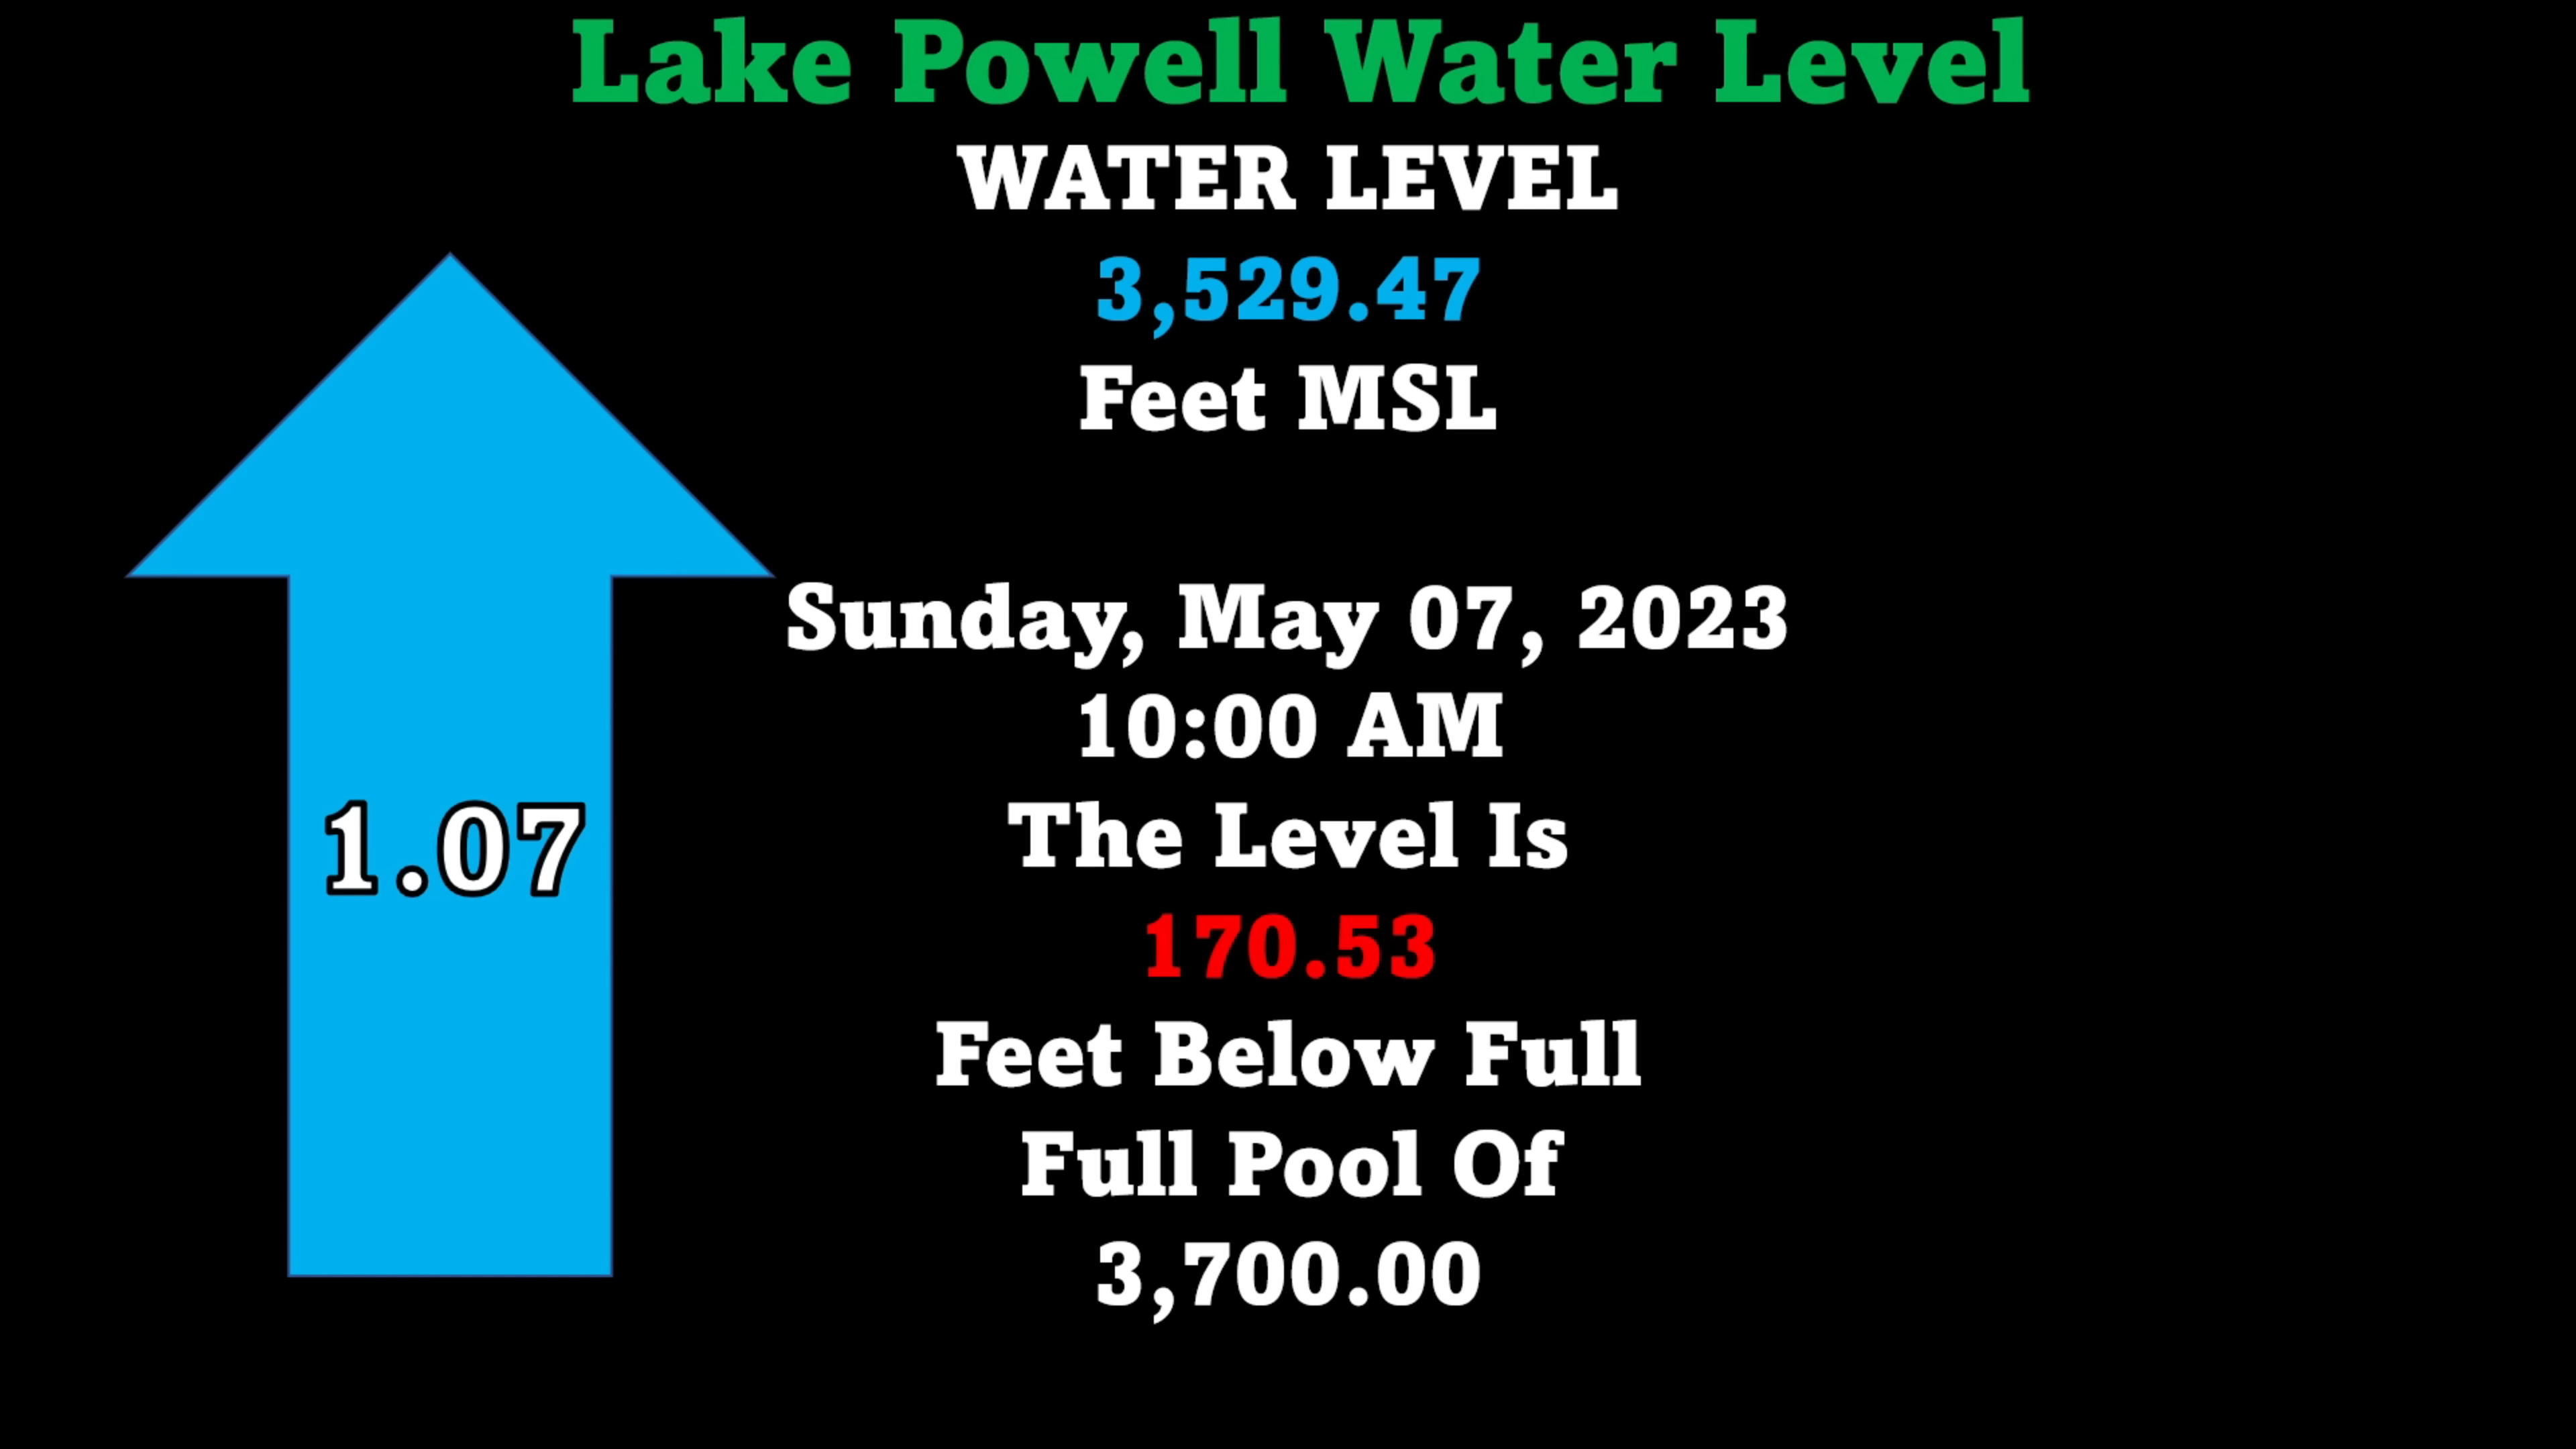 Lake Powell Water Level
WATER LEVEL
3,529.47
Feet MSL
Sunday, May 07, 2023
10:00 AM
The Level Is
170.53
Feet Below Full
Full Pool Of
3,700.00
1.07